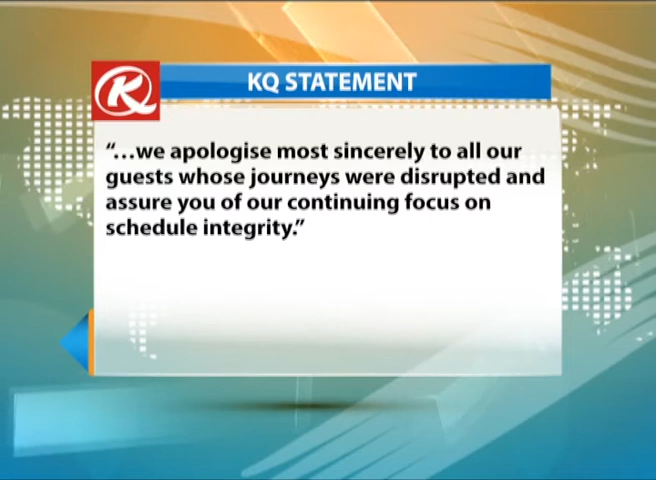 KQ STATEMENT
“...we apologise most sincerely to all our
guests whose journeys were disrupted and
assure you of our continuing focus on
schedule integrity.”